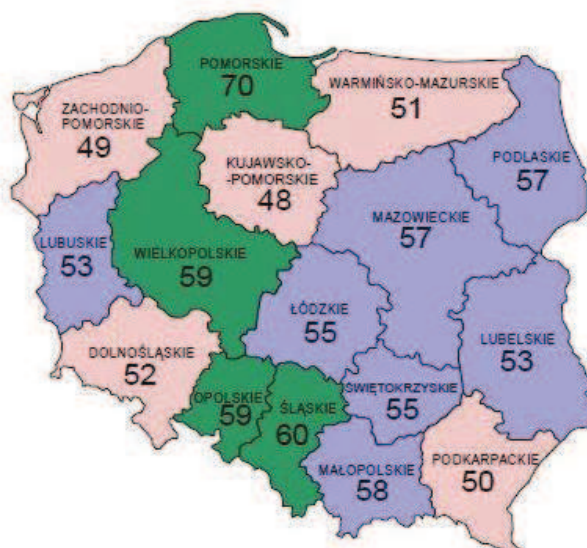 POMORSKIE
70
WARMIŃSKO-MAZURSKIE
51
ZACHODNIO-
POMORSKIE
49
PODLASKIE
57
KUJAWSKO-
-POMORSKIE
48
MAZOWIECKIE
57
LUBUSKIE
53
WIELKOPOLSKIE
59
ŁÓDZKIE
55
LUBELSKIE
53
DOLNOŚLĄSKIE
52
OPOLSKIE
59
ŚLĄSKIE
60
ŚWIĘTOKRZYSKIE
55
MAŁOPOLSKIE
58
PODKARPACKIE
50